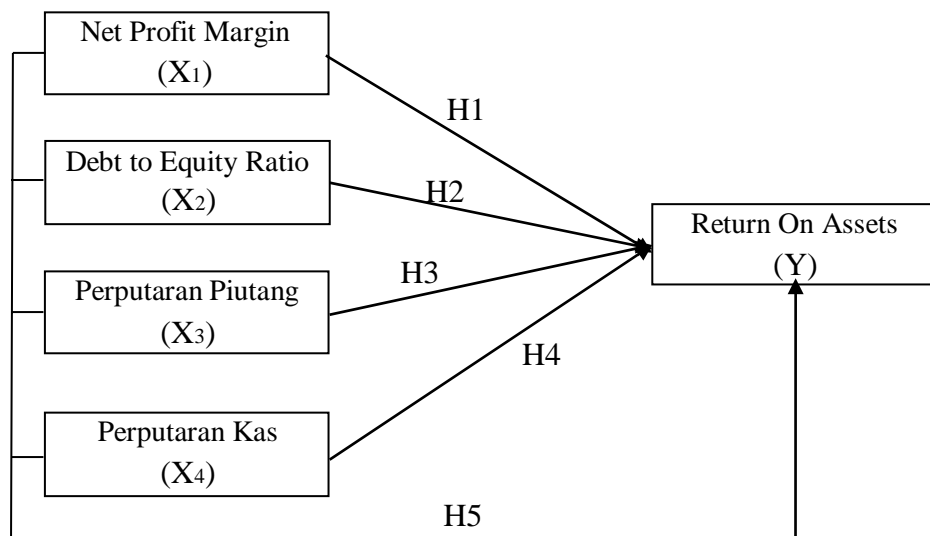 Net Profit Margin
(X1)
H1
Debt to Equity Ratio
(X2)
H2
Return On Assets
(Y)
Perputaran Piutang
(X3)
H3
H4
Perputaran Kas
(X4)
H5